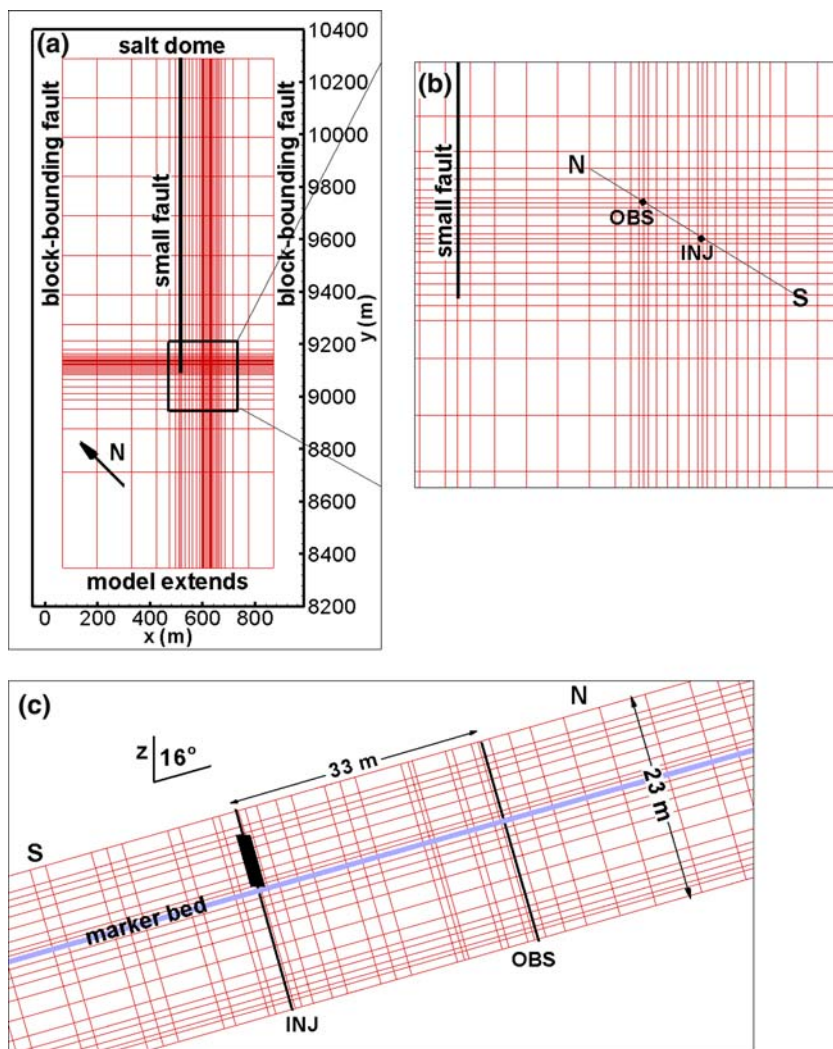 (a)
salt dome
block-bounding fault
small fault
block-bounding fault
N
model extends
0 200 400 600 800
x (m)
10400
10200
10000
9800
9600
9400
y (m)
9200
9000
8800
8600
8400
8200
(b)
small fault
N
OBS
INJ
S
(c)
N
z 16°
33 m
23 m
S
marker bed
OBS
INJ